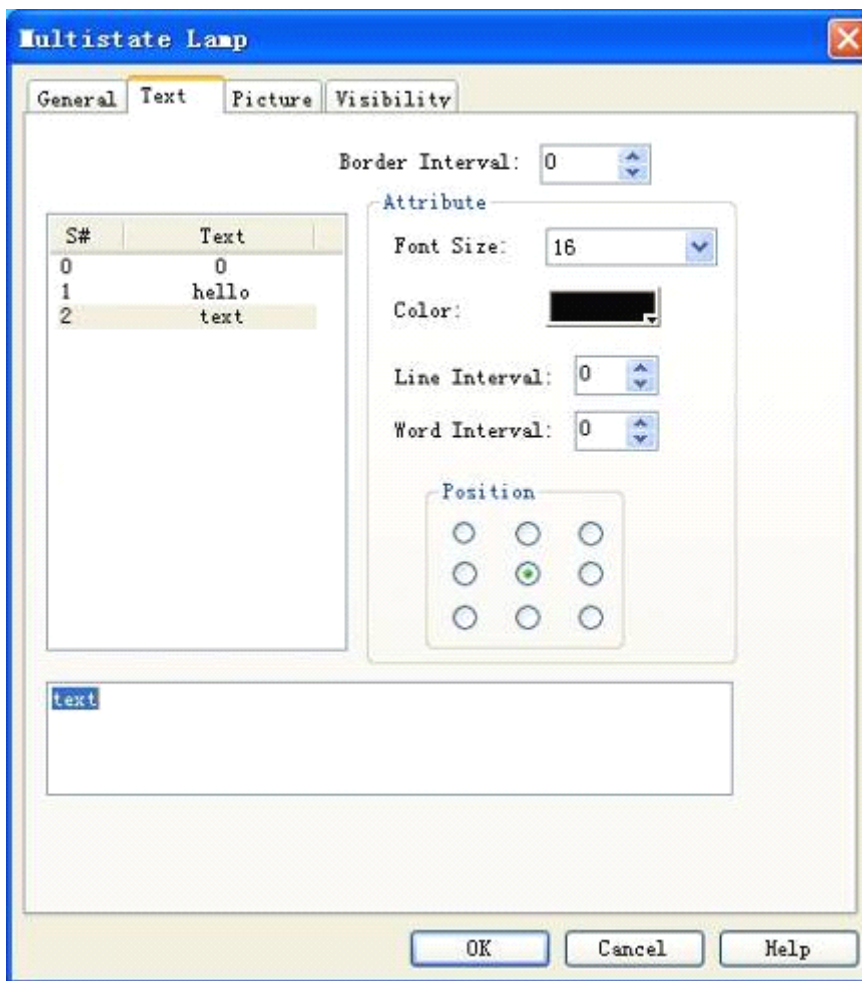 Multistate Lamp
General Text Picture Visibility
Border Interval: 0
Attribute
S# Text
0 0
1 hello
2 text
Font Size: 16
Color:
Line Interval: 0
Word Interval: 0
Position
text
OK Cancel Help